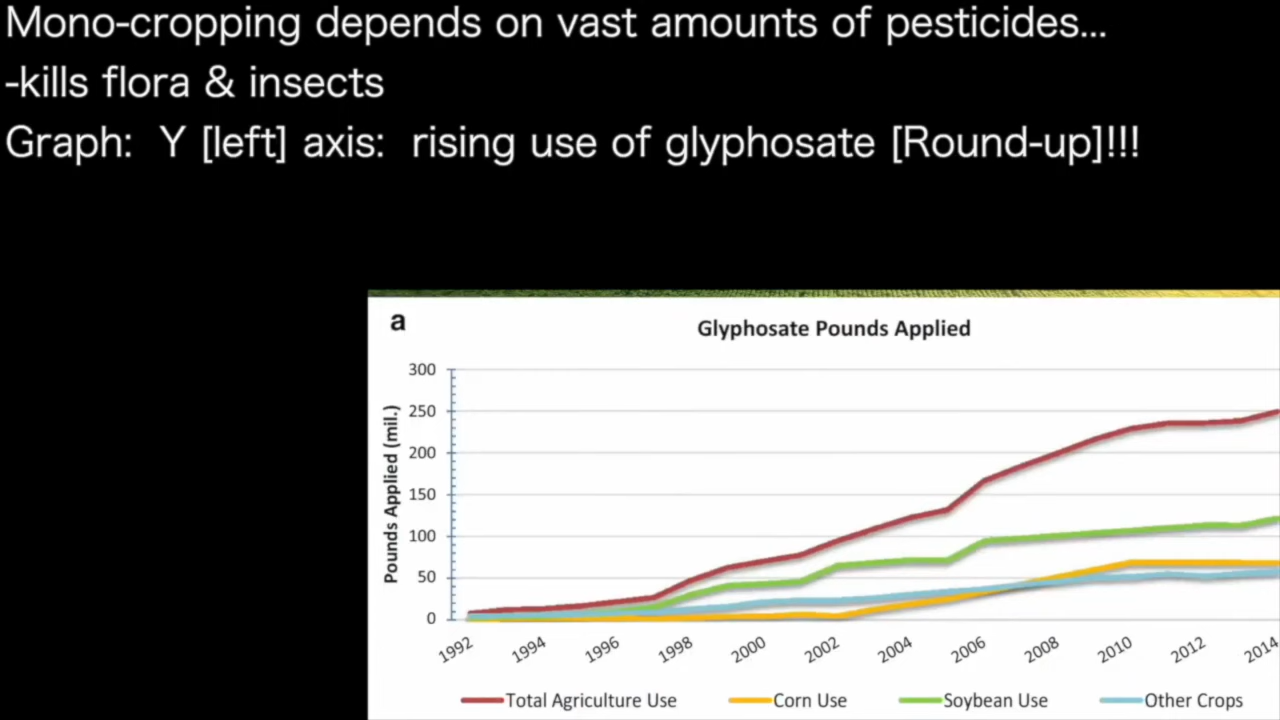 Mono-cropping depends on vast amounts of pesticides...
-kills flora & insects
Graph: Y [left] axis: rising use of glyphosate [Round-up]!!!
a
Glyphosate Pounds Applied
Pounds Applied (mil.)
300
250
200
150
100
50
0
1992 1994 1996 1998 2000 2002 2004 2006 2008 2010 2012 2014
Total Agriculture Use Corn Use Soybean Use Other Crops